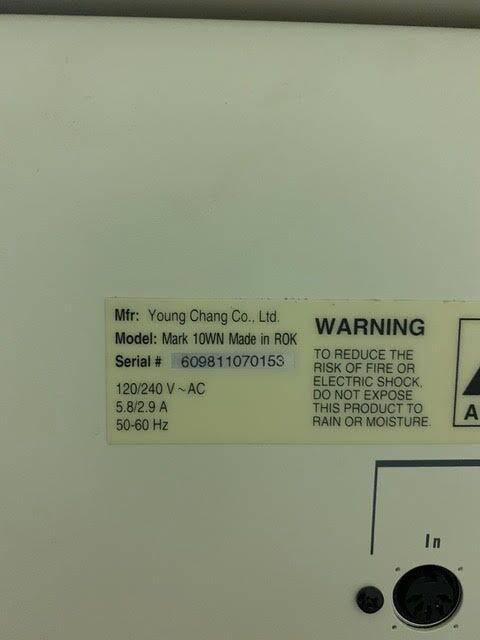 Mfr: Young Chang Co., Ltd.
Model: Mark 10WN Made in ROK
Serial # 609811070153
120/240 V ~ AC
5.8/2.9 A
50-60 Hz
WARNING
TO REDUCE THE
RISK OF FIRE OR
ELECTRIC SHOCK,
DO NOT EXPOSE
THIS PRODUCT TO
RAIN OR MOISTURE.
A
In